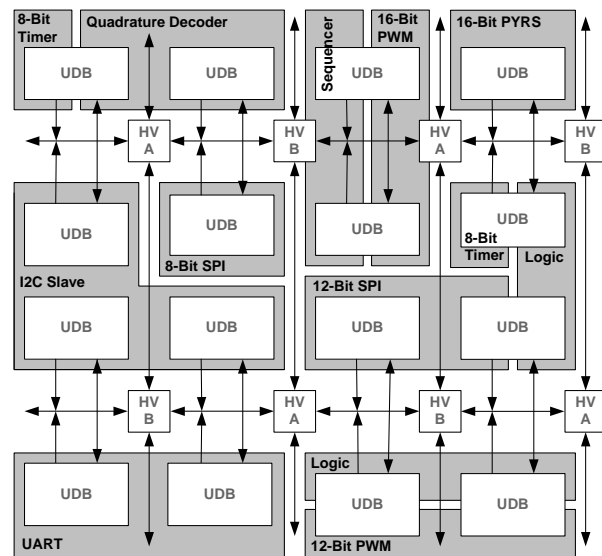 8-Bit
Timer
Quadrature Decoder
Sequencer
16-Bit
PWM
16-Bit PYRS
UDB
UDB
UDB
UDB
HV
A
HV
B
HV
A
HV
B
UDB
UDB
UDB
UDB
8-Bit
Timer
Logic
8-Bit SPI
I2C Slave
12-Bit SPI
UDB
UDB
UDB
UDB
HV
B
HV
A
HV
B
HV
A
Logic
UDB
UDB
UDB
UDB
UART
12-Bit PWM